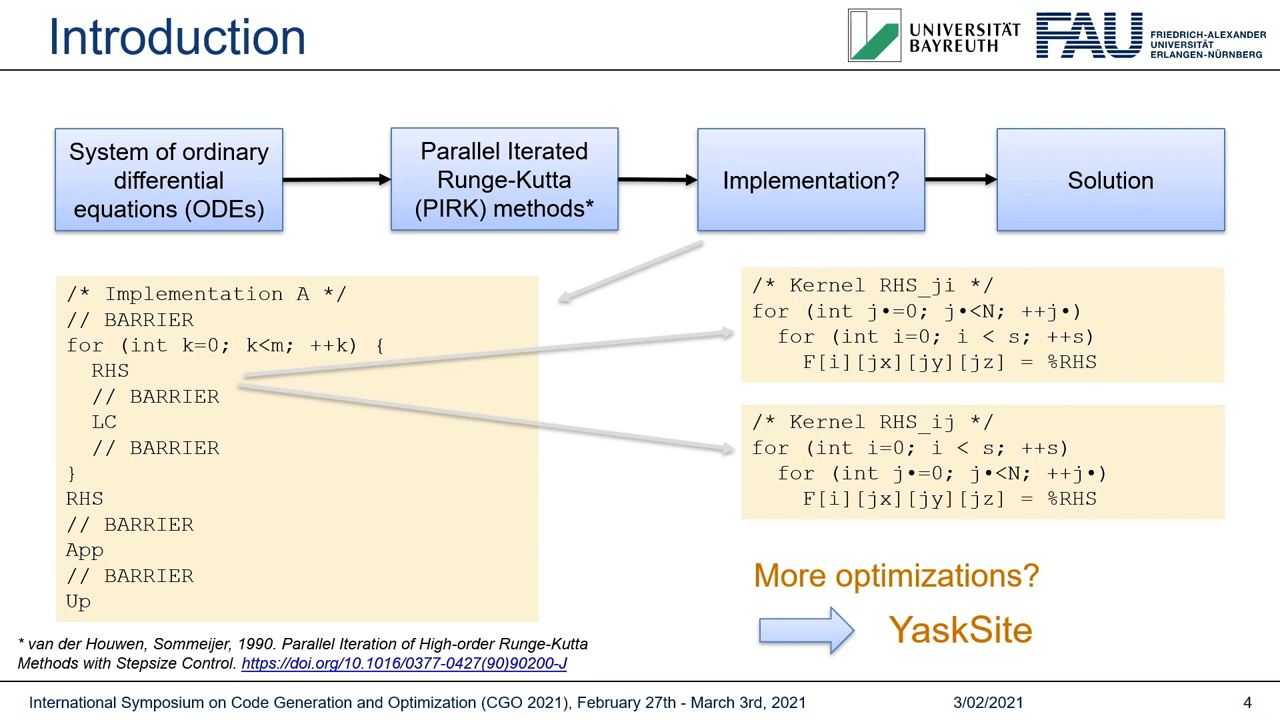 Introduction
UNIVERSITÄT
BAYREUTH
FAU
FRIEDRICH-ALEXANDER
UNIVERSITÄT
ERLANGEN-NÜRNBERG
System of ordinary
differential
equations (ODEs)
Parallel Iterated
Runge-Kutta
(PIRK) methods*
Implementation?
Solution
/* Implementation A */
// BARRIER
for (int k=0; k<m; ++k) {
  RHS
  // BARRIER
  LC
  // BARRIER
}
RHS
// BARRIER
App
// BARRIER
Up
/* Kernel RHS_ji */
for (int j•=0; j•<N; ++j•)
  for (int i=0; i < s; ++s)
    F[i][jx][jy][jz] = %RHS
/* Kernel RHS_ij */
for (int i=0; i < s; ++s)
  for (int j•=0; j•<N; ++j•)
    F[i][jx][jy][jz] = %RHS
More optimizations?
YaskSite
* van der Houwen, Sommeijer, 1990. Parallel Iteration of High-order Runge-Kutta
Methods with Stepsize Control. https://doi.org/10.1016/0377-0427(90)90200-J
International Symposium on Code Generation and Optimization (CGO 2021), February 27th - March 3rd, 2021
3/02/2021
4